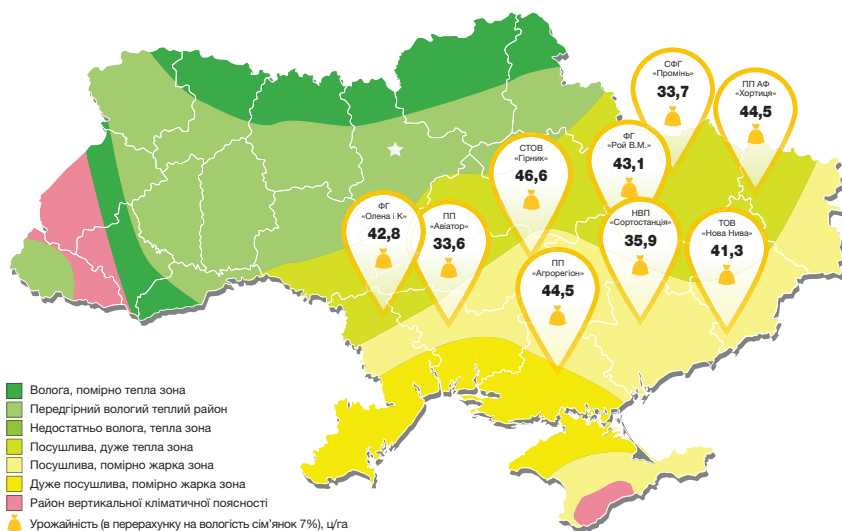 СФГ
«Промінь»
33,7
ПП АФ
«Хортиця»
44,5
СТОВ
«Гірник»
46,6
ФГ
«Рой В.М.»
43,1
ФГ
«Олена і К»
42,8
ПП
«Авіатор»
33,6
НВП
«Сортостанція»
35,9
ТОВ
«Нова Нива»
41,3
ПП
«Агрорегіон»
44,5
Волога, помірно тепла зона
Передгірний вологий теплий район
Недостатньо волога, тепла зона
Посушлива, дуже тепла зона
Посушлива, помірно жарка зона
Дуже посушлива, помірно жарка зона
Район вертикальної кліматичної поясності
Урожайність (в перерахунку на вологість сім’янок 7%), ц/га